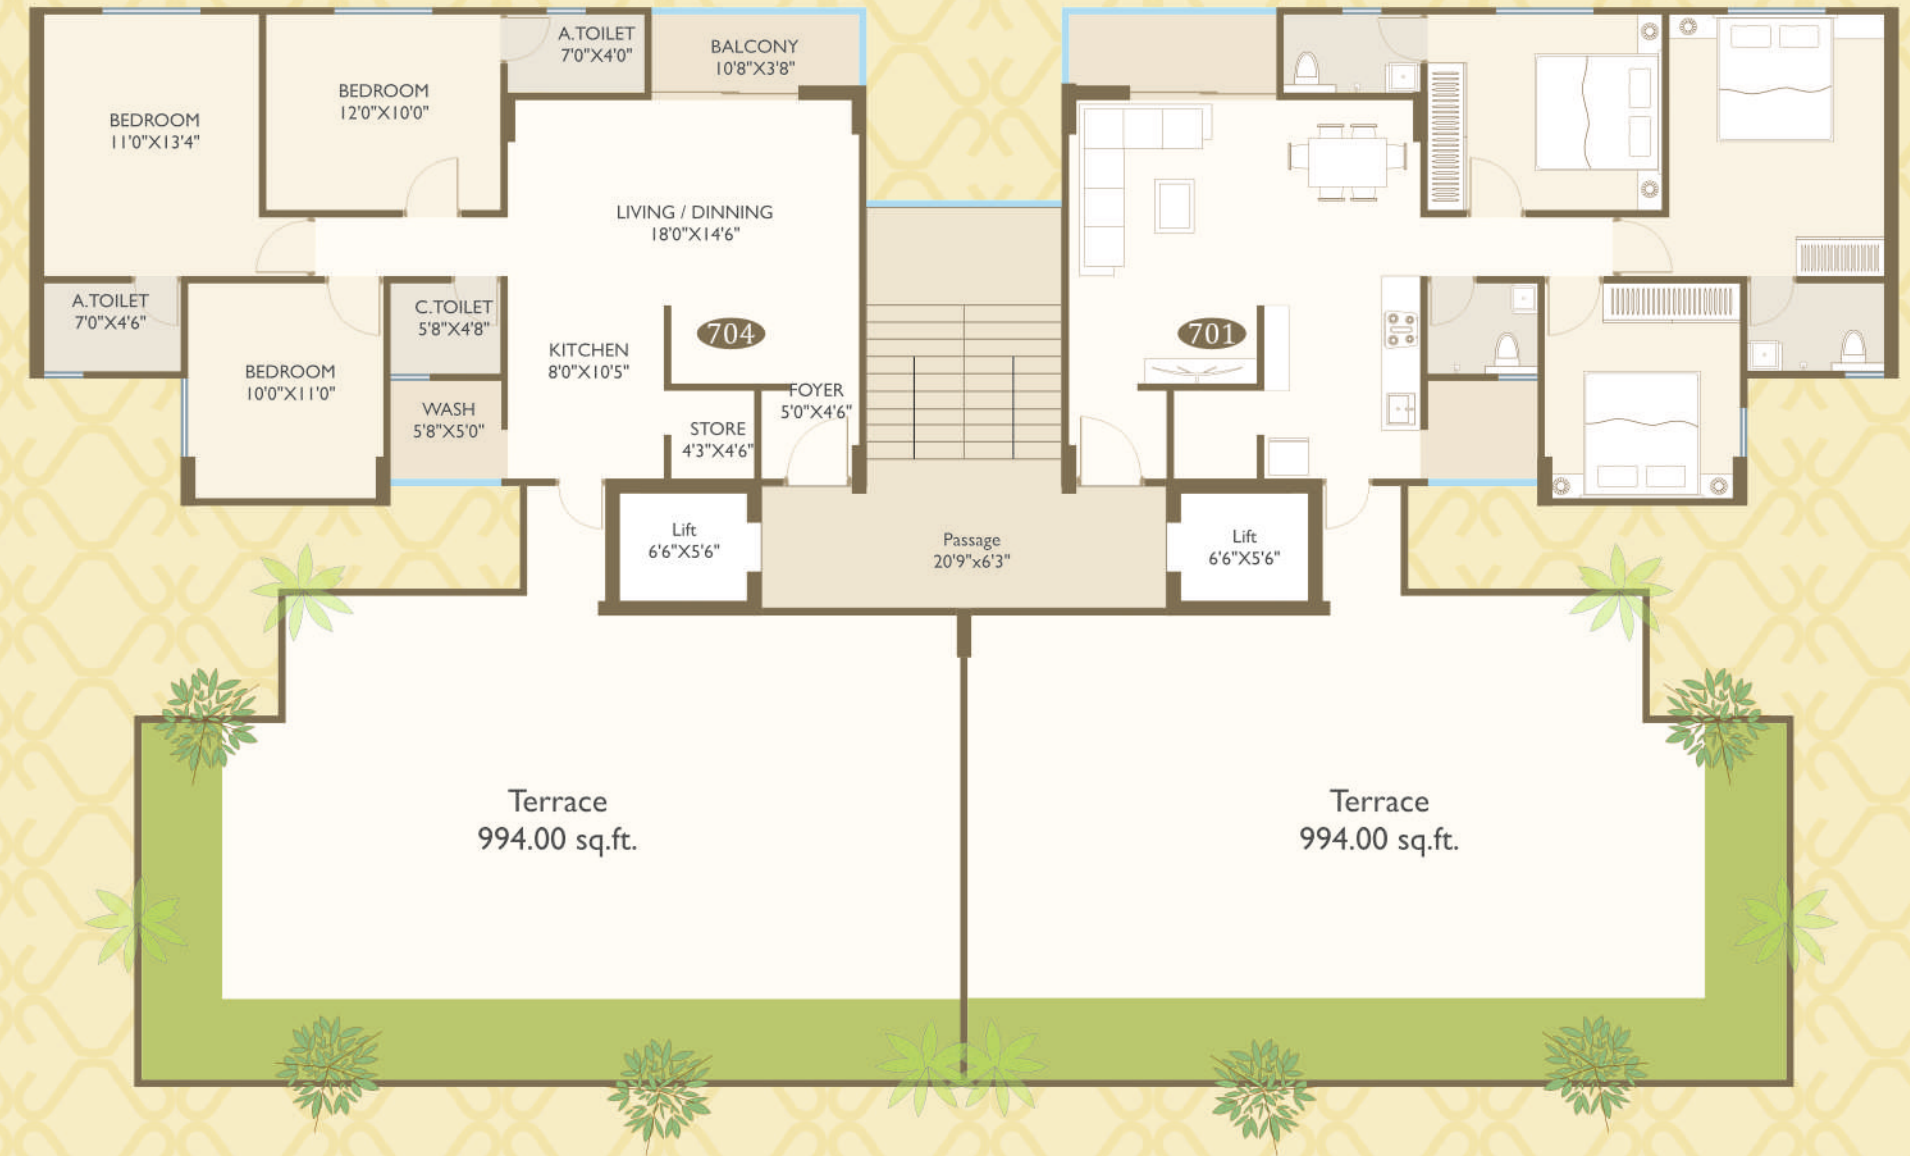 A.TOILET
7'0"X4'0"
BALCONY
10'8"X3'8"
BEDROOM
12'0"X10'0"
BEDROOM
11'0"X13'4"
LIVING / DINNING
18'0"X14'6"
A.TOILET
7'0"X4'6"
C.TOILET
5'8"X4'8"
704
701
KITCHEN
8'0"X10'5"
BEDROOM
10'0"X11'0"
FOYER
5'0"X4'6"
WASH
5'8"X5'0"
STORE
4'3"X4'6"
Lift
6'6"X5'6"
Passage
20'9"x6'3"
Lift
6'6"X5'6"
Terrace
994.00 sq.ft.
Terrace
994.00 sq.ft.